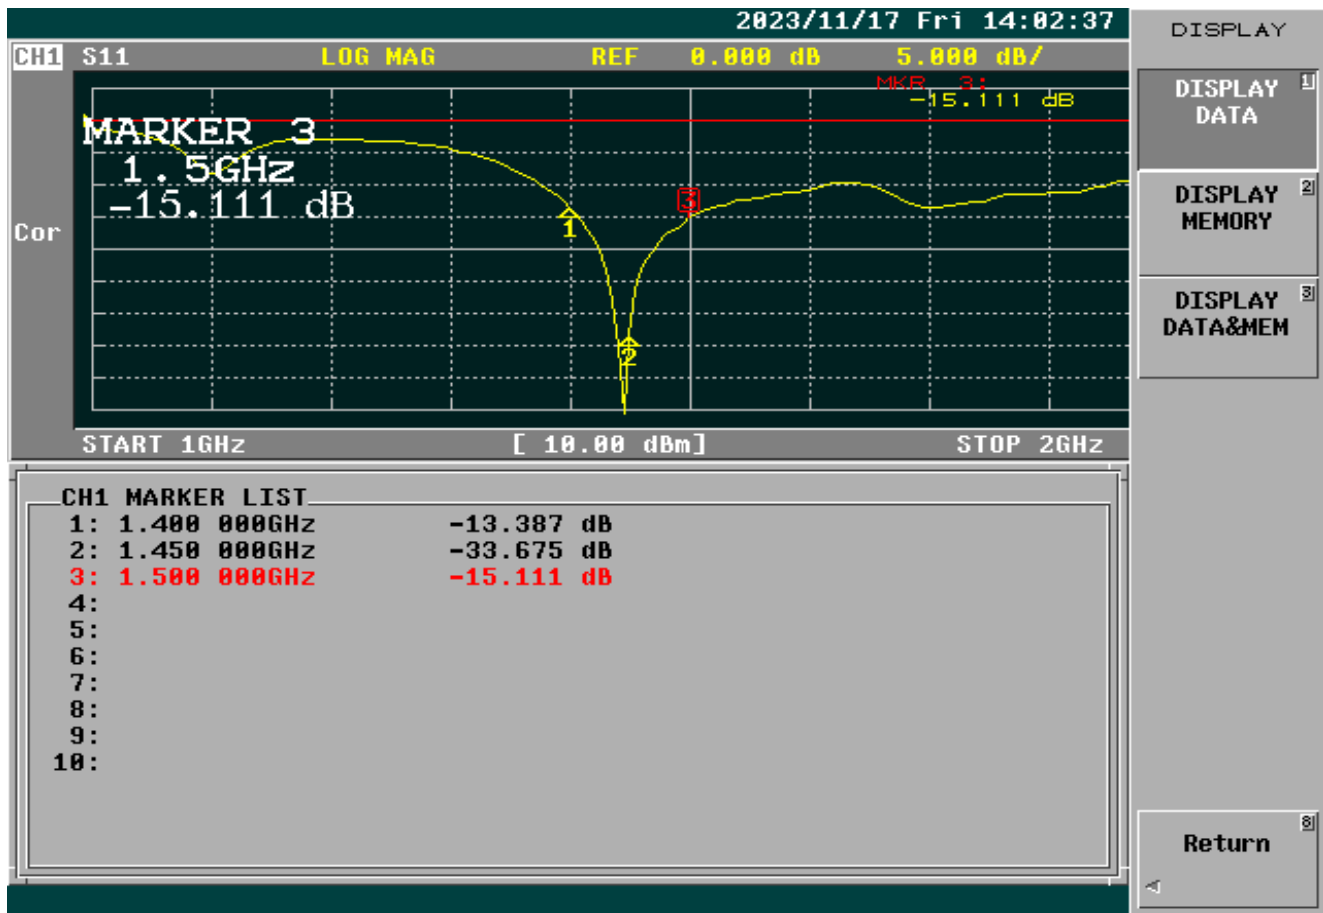 2023/11/17 Fri 14:02:37
DISPLAY
CH1 S11 LOG MAG REF 0.000 dB 5.000 dB/
MKR 3:
-15.111 dB
MARKER 3
1.5GHz
-15.111 dB
Cor
3
1
2
START 1GHz [ 10.00 dBm] STOP 2GHz
DISPLAY 1
DATA
DISPLAY 2
MEMORY
DISPLAY 3
DATA&MEM
CH1 MARKER LIST
1: 1.400 000GHz -13.387 dB
2: 1.450 000GHz -33.675 dB
3: 1.500 000GHz -15.111 dB
4:
5:
6:
7:
8:
9:
10:
Return 8